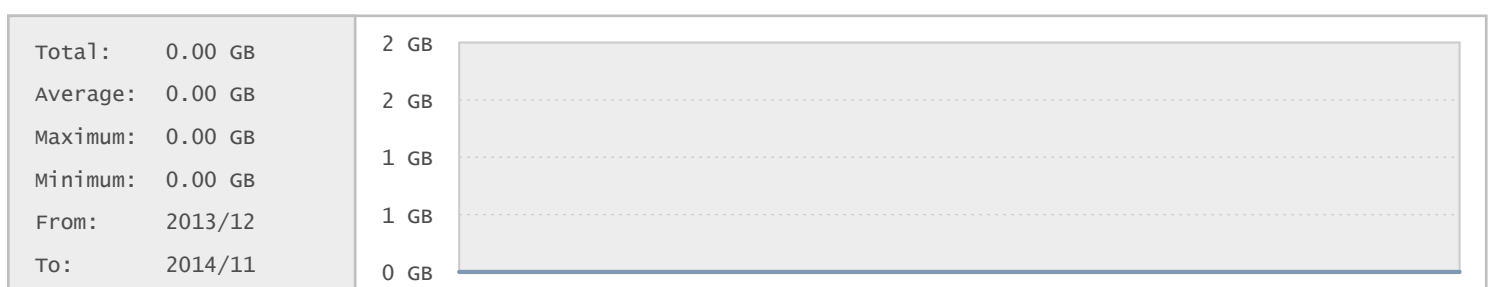 Total: 0.00 GB
Average: 0.00 GB
Maximum: 0.00 GB
Minimum: 0.00 GB
From: 2013/12
To: 2014/11
2 GB
2 GB
1 GB
1 GB
0 GB